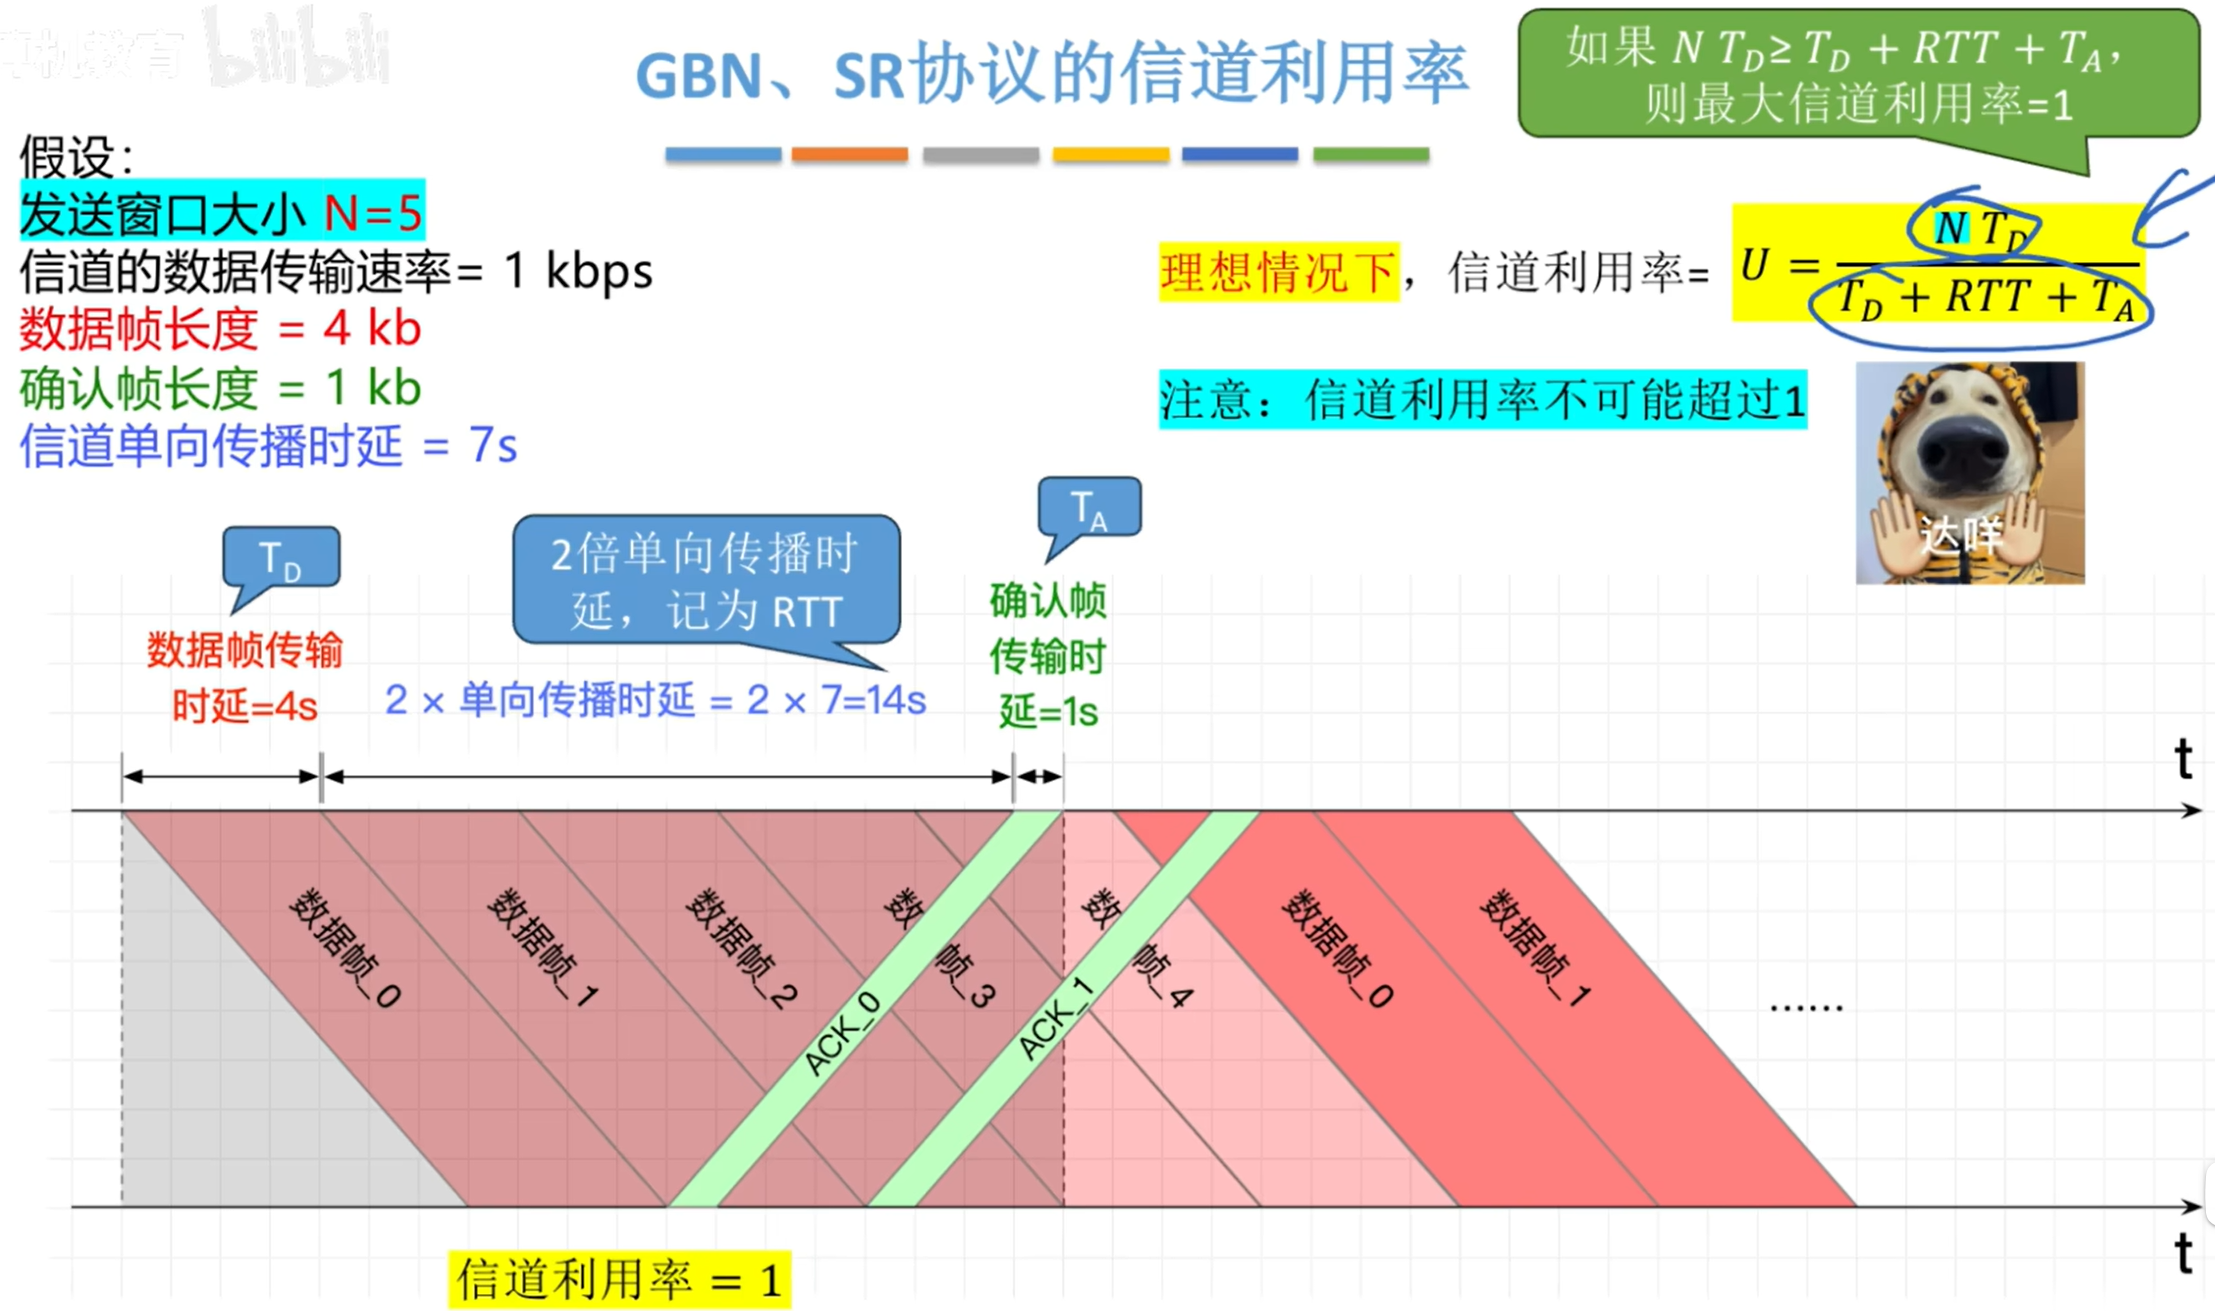 bilibili
GBN、SR协议的信道利用率
如果 N T_D ≥ T_D + RTT + T_A，
则最大信道利用率=1
假设：
发送窗口大小 N=5
信道的数据传输速率= 1 kbps
数据帧长度 = 4 kb
确认帧长度 = 1 kb
信道单向传播时延 = 7s
理想情况下，信道利用率= U = N T_D / T_D + RTT + T_A
注意：信道利用率不可能超过1
达咩
T_D
2倍单向传播时
延，记为 RTT
T_A
数据帧传输
时延=4s
2 × 单向传播时延 = 2 × 7=14s
确认帧
传输时
延=1s
t
数据帧_0
数据帧_1
数据帧_2
数 帧_3
数 帧_4
数据帧_0
数据帧_1
ACK_0
ACK_1
......
t
信道利用率 = 1